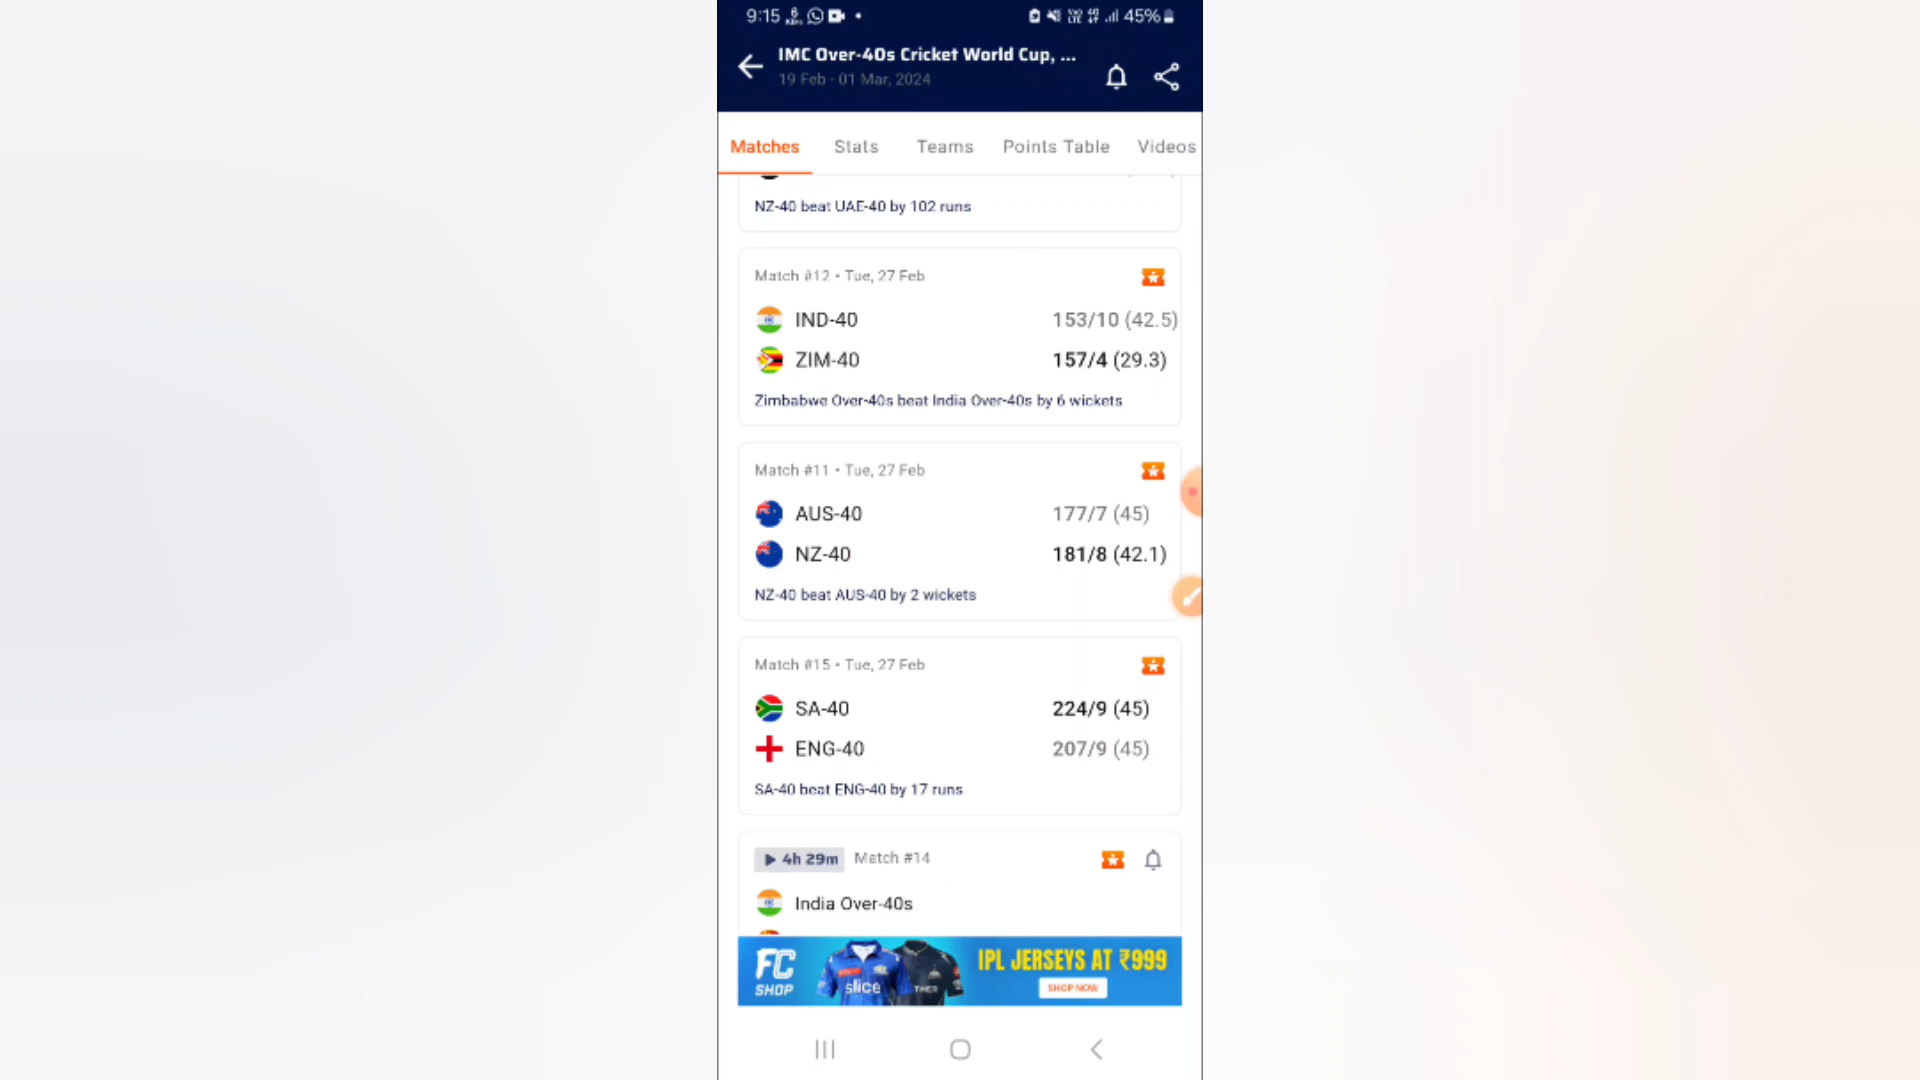 9:15 45%
IMC Over-40s Cricket World Cup, ...
19 Feb - 01 Mar, 2024
Matches Stats Teams Points Table Videos
NZ-40 beat UAE-40 by 102 runs
Match #12 • Tue, 27 Feb
IND-40 153/10 (42.5)
ZIM-40 157/4 (29.3)
Zimbabwe Over-40s beat India Over-40s by 6 wickets
Match #11 • Tue, 27 Feb
AUS-40 177/7 (45)
NZ-40 181/8 (42.1)
NZ-40 beat AUS-40 by 2 wickets
Match #15 • Tue, 27 Feb
SA-40 224/9 (45)
ENG-40 207/9 (45)
SA-40 beat ENG-40 by 17 runs
4h 29m Match #14
India Over-40s
FC SHOP slice IPL JERSEYS AT ₹999
SHOP NOW